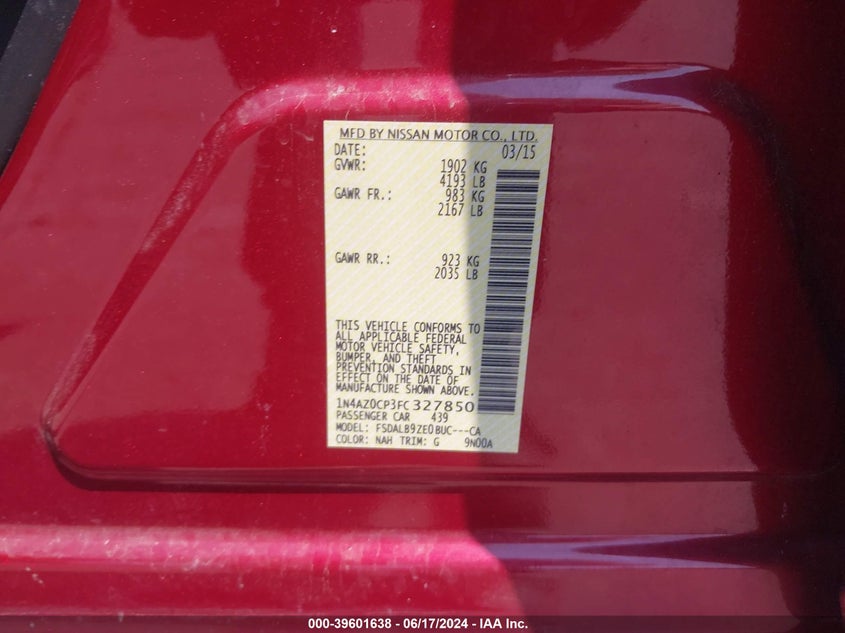 MFD BY NISSAN MOTOR CO., LTD.
DATE: 03/15
GVWR: 1902 KG
4193 LB
GAWR FR.: 983 KG
2167 LB
GAWR RR.: 923 KG
2035 LB
THIS VEHICLE CONFORMS TO
ALL APPLICABLE FEDERAL
MOTOR VEHICLE SAFETY,
BUMPER, AND THEFT
PREVENTION STANDARDS IN
EFFECT ON THE DATE OF
MANUFACTURE SHOWN ABOVE.
1N4AZ0CP3FC327850
PASSENGER CAR 439
MODEL: FSDALB9ZE0BUC---CA
COLOR: NAH TRIM: G 9N00A
000-39601638 - 06/17/2024 - IAA Inc.